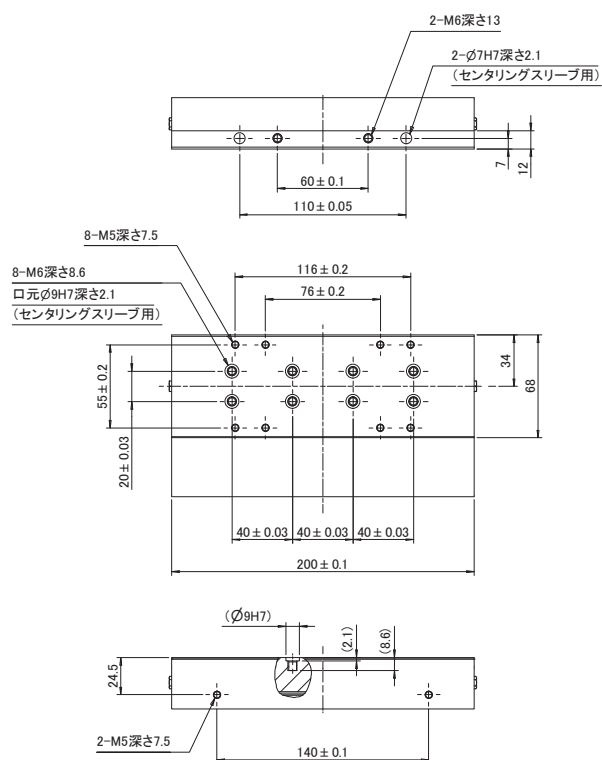 2-M6深さ13
2-Ø7H7深さ2.1
(センタリングスリーブ用)
7
12
60±0.1
110±0.05
8-M5深さ7.5
8-M6深さ8.6
口元Ø9H7深さ2.1
(センタリングスリーブ用)
116±0.2
76±0.2
55±0.2
20±0.03
34
68
40±0.03
40±0.03
40±0.03
200±0.1
(Ø9H7)
(2.1)
(8.6)
24.5
2-M5深さ7.5
140±0.1